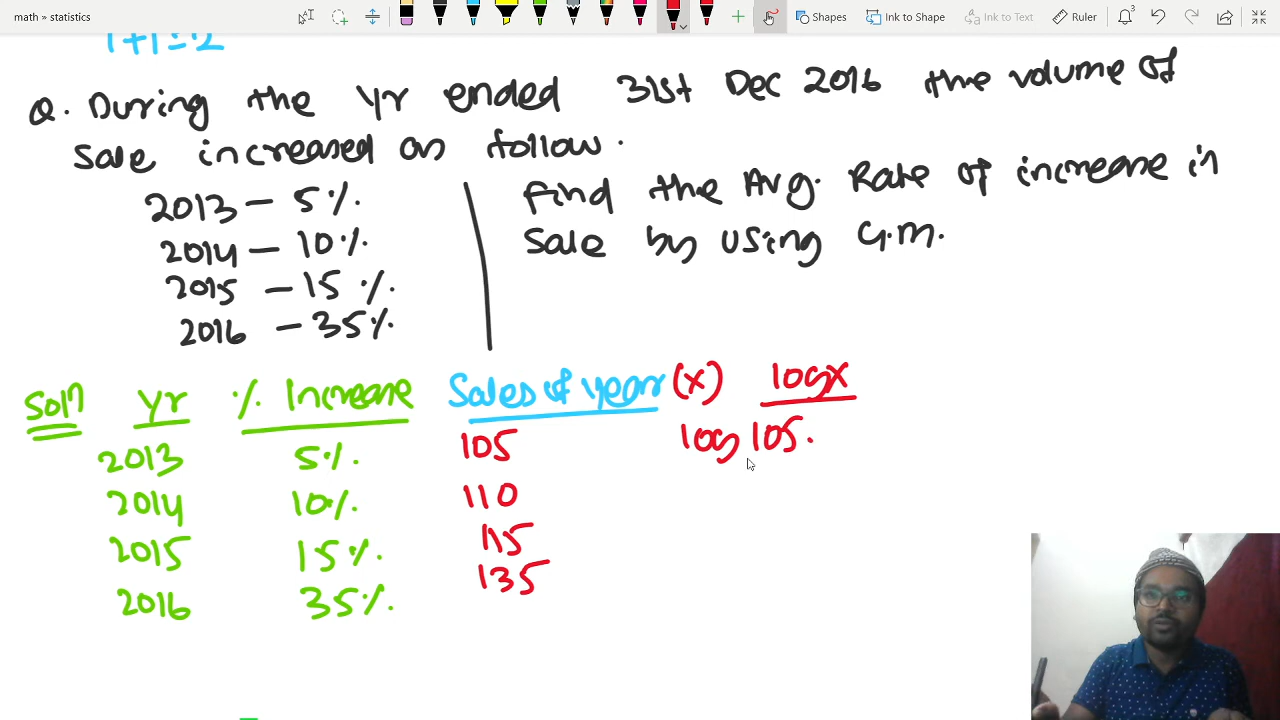 math » statistics
Shapes Ink to Shape Ink to Text Ruler
1+1=2
Q. During the Yr ended 31st Dec 2016 the volume of
Sale increased as follow.
2013 - 5%
2014 - 10%
2015 - 15%
2016 - 35%
Find the Avg. Rate of increase in
Sale by using G.M.
Soln Yr % Increase Sales of year (x) logx
2013 5% 105 log 105.
2014 10% 110
2015 15% 115
2016 35% 135